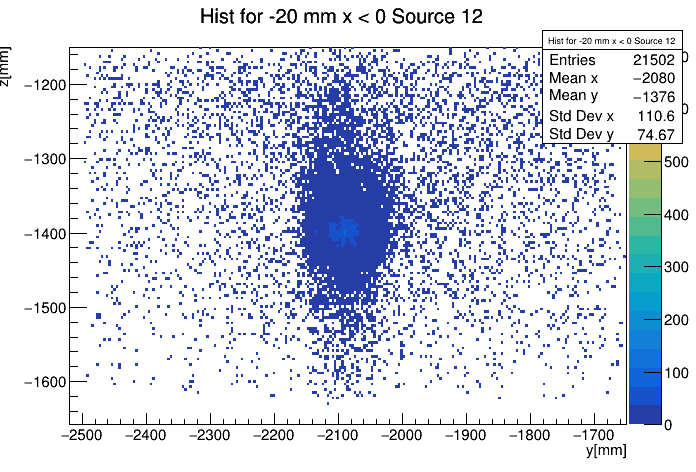 Hist for -20 mm x < 0 Source 12
z[mm]
Hist for -20 mm x < 0 Source 12
Entries 21502
Mean x −2080
Mean y −1376
Std Dev x 110.6
Std Dev y 74.67
−1200
−1300
−1400
−1500
−1600
500
400
300
200
100
0
−2500 −2400 −2300 −2200 −2100 −2000 −1900 −1800 −1700
y[mm]